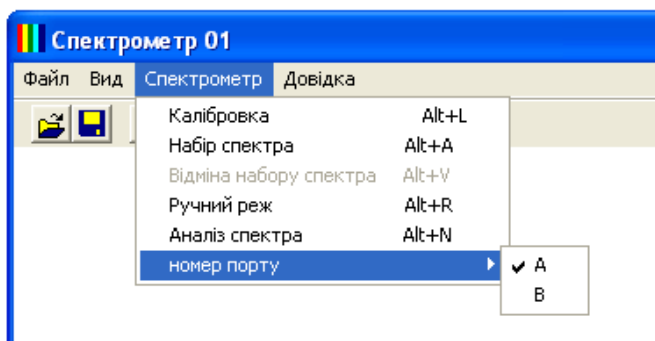 Спектрометр 01
Файл Вид Спектрометр Довідка
Калібровка Alt+L
Набір спектра Alt+A
Відміна набору спектра Alt+V
Ручний реж Alt+R
Аналіз спектра Alt+N
номер порту
A
B